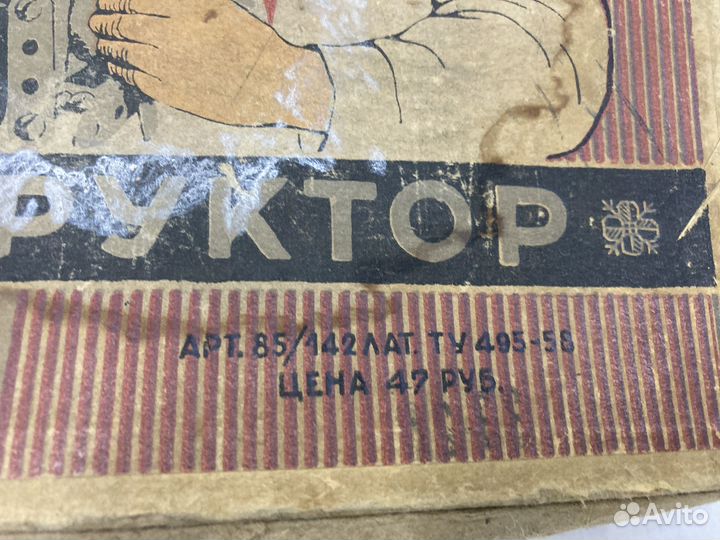 РУКТОР
АРТ. 85/142 ЛАТ. ТУ 495-58
ЦЕНА 47 РУБ.
Avito